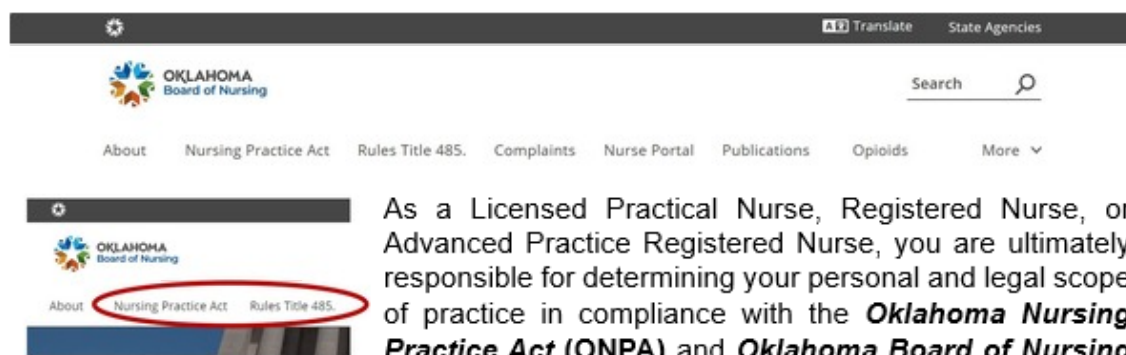 Translate State Agencies
OKLAHOMA
Board of Nursing
Search
About Nursing Practice Act Rules Title 485. Complaints Nurse Portal Publications Opioids More
OKLAHOMA
Board of Nursing
About Nursing Practice Act Rules Title 485.
As a Licensed Practical Nurse, Registered Nurse, or
Advanced Practice Registered Nurse, you are ultimately
responsible for determining your personal and legal scope
of practice in compliance with the Oklahoma Nursing
Practice Act (ONPA) and Oklahoma Board of Nursing